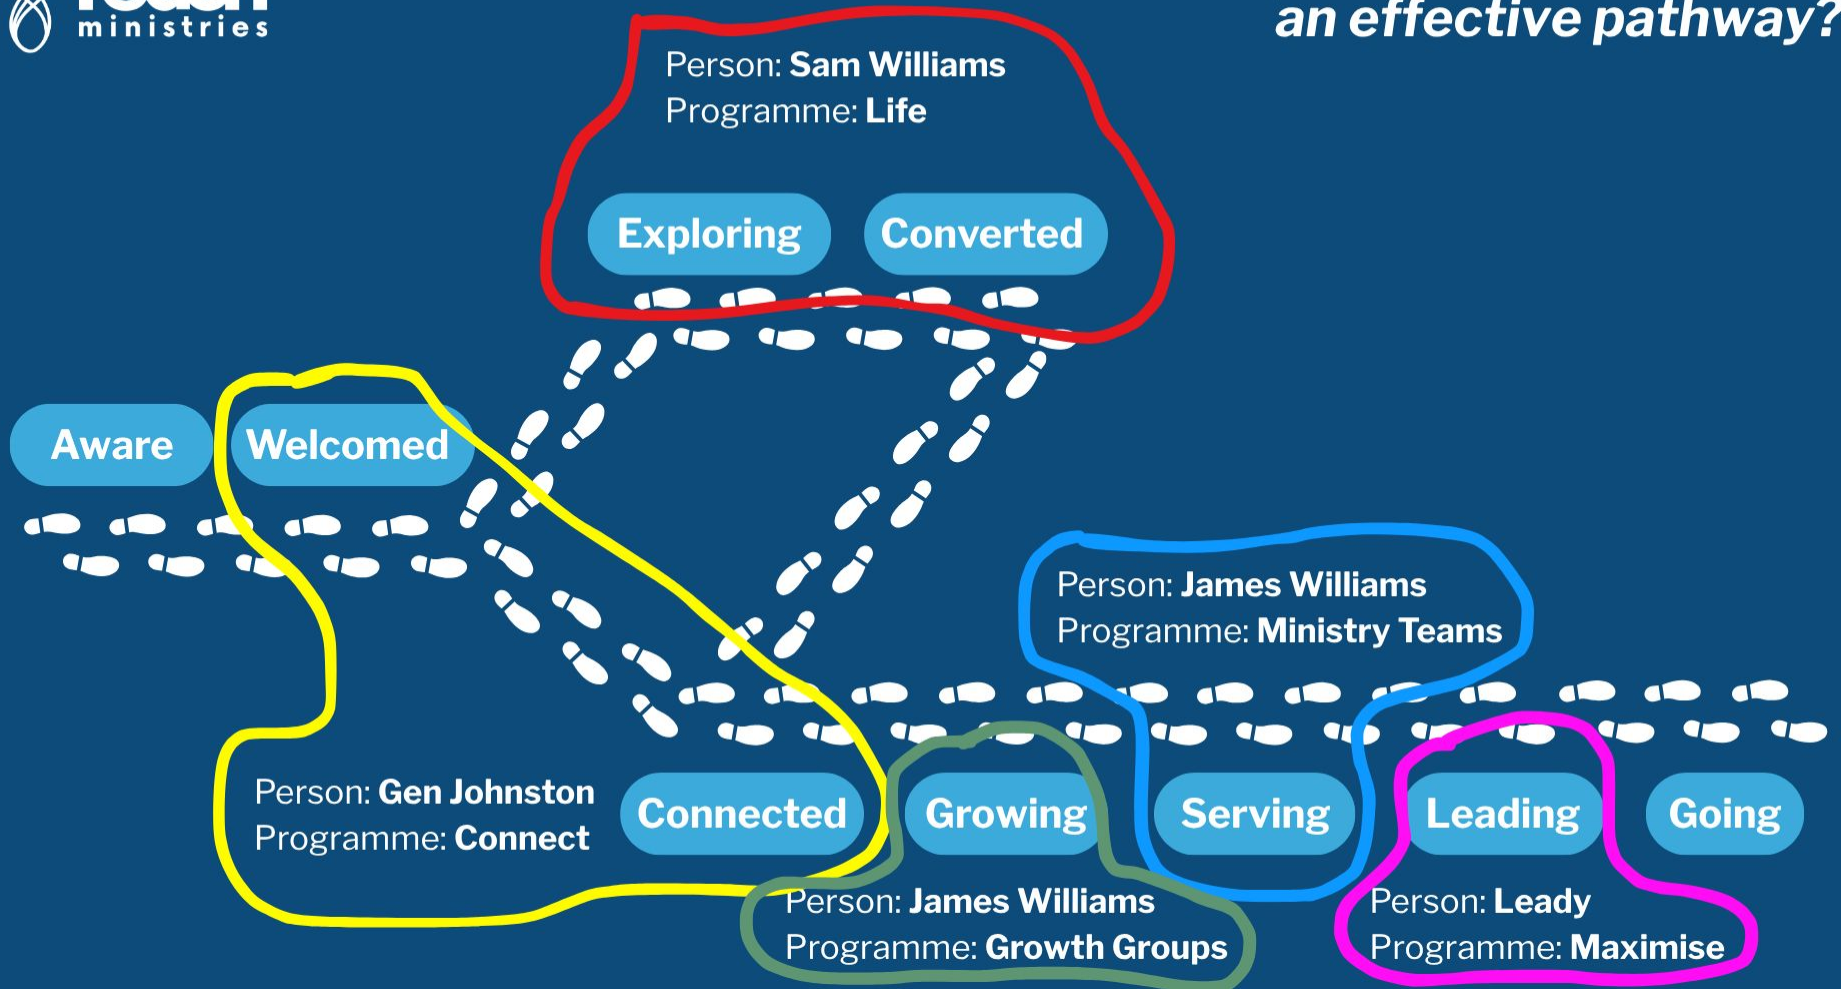 ministries
an effective pathway?
Person: Sam Williams
Programme: Life
Exploring
Converted
Aware
Welcomed
Person: James Williams
Programme: Ministry Teams
Person: Gen Johnston
Programme: Connect
Connected
Growing
Serving
Leading
Going
Person: James Williams
Programme: Growth Groups
Person: Leady
Programme: Maximise